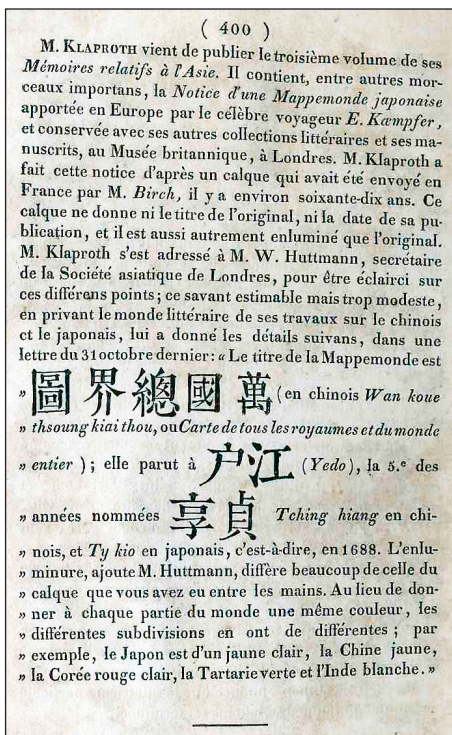 ( 400 )
M. KLAPROTH vient de publier le troisième volume de ses
Mémoires relatifs à l'Asie. Il contient, entre autres mor-
ceaux importans, la Notice d'une Mappemonde japonaise
apportée en Europe par le célèbre voyageur E. Kœmpfer,
et conservée avec ses autres collections littéraires et ses ma-
nuscrits, au Musée britannique, à Londres. M. Klaproth a
fait cette notice d'après un calque qui avait été envoyé en
France par M. Birch, il y a environ soixante-dix ans. Ce
calque ne donne ni le titre de l'original, ni la date de sa pu-
blication, et il est aussi autrement enluminé que l'original.
M. Klaproth s'est adressé à M. W. Huttmann, secrétaire
de la Société asiatique de Londres, pour être éclairci sur
ces différens points ; ce savant estimable mais trop modeste,
en privant le monde littéraire de ses travaux sur le chinois
et le japonais, lui a donné les détails suivans, dans une
lettre du 31 octobre dernier : « Le titre de la Mappemonde est
» 圖界總國萬 (en chinois Wan koue
» thsoung kiai thou, ou Carte de tous les royaumes et du monde
» entier ) ; elle parut à 户江 (Yedo), la 5.e des
» années nommées 享貞 Tching hiang en chi-
» nois, et Ty kio en japonais, c'est-à-dire, en 1688. L'enlu-
» minure, ajoute M. Huttmann, diffère beaucoup de celle du
» calque que vous avez eu entre les mains. Au lieu de don-
» ner à chaque partie du monde une même couleur, les
» différentes subdivisions en ont de différentes ; par
» exemple, le Japon est d'un jaune clair, la Chine jaune,
» la Corée rouge clair, la Tartarie verte et l'Inde blanche. »